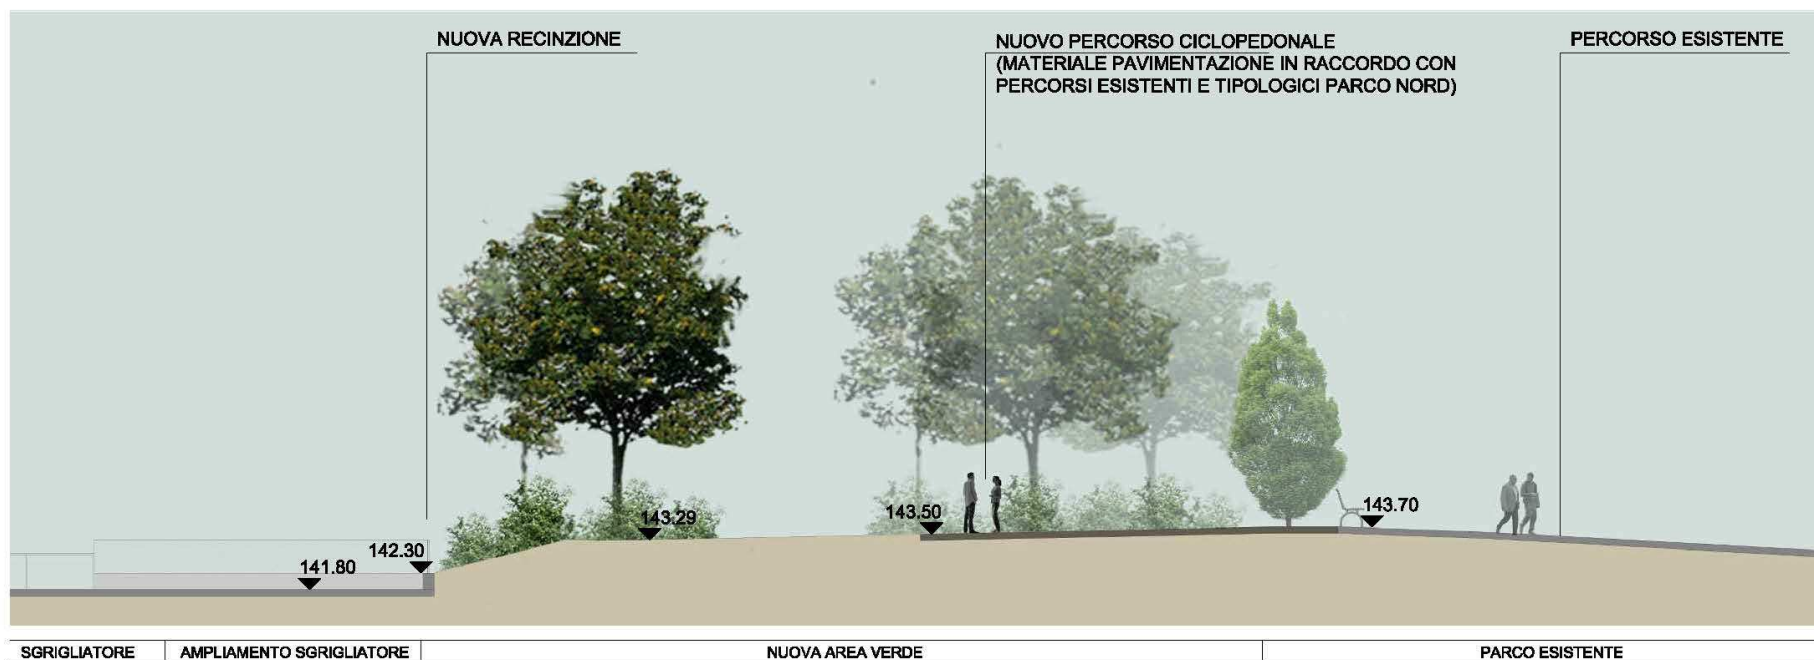 NUOVA RECINZIONE
NUOVO PERCORSO CICLOPEDONALE
(MATERIALE PAVIMENTAZIONE IN RACCORDO CON
PERCORSI ESISTENTI E TIPOLOGICI PARCO NORD)
PERCORSO ESISTENTE
143.29
143.50
143.70
142.30
141.80
SGRIGLIATORE
AMPLIAMENTO SGRIGLIATORE
NUOVA AREA VERDE
PARCO ESISTENTE